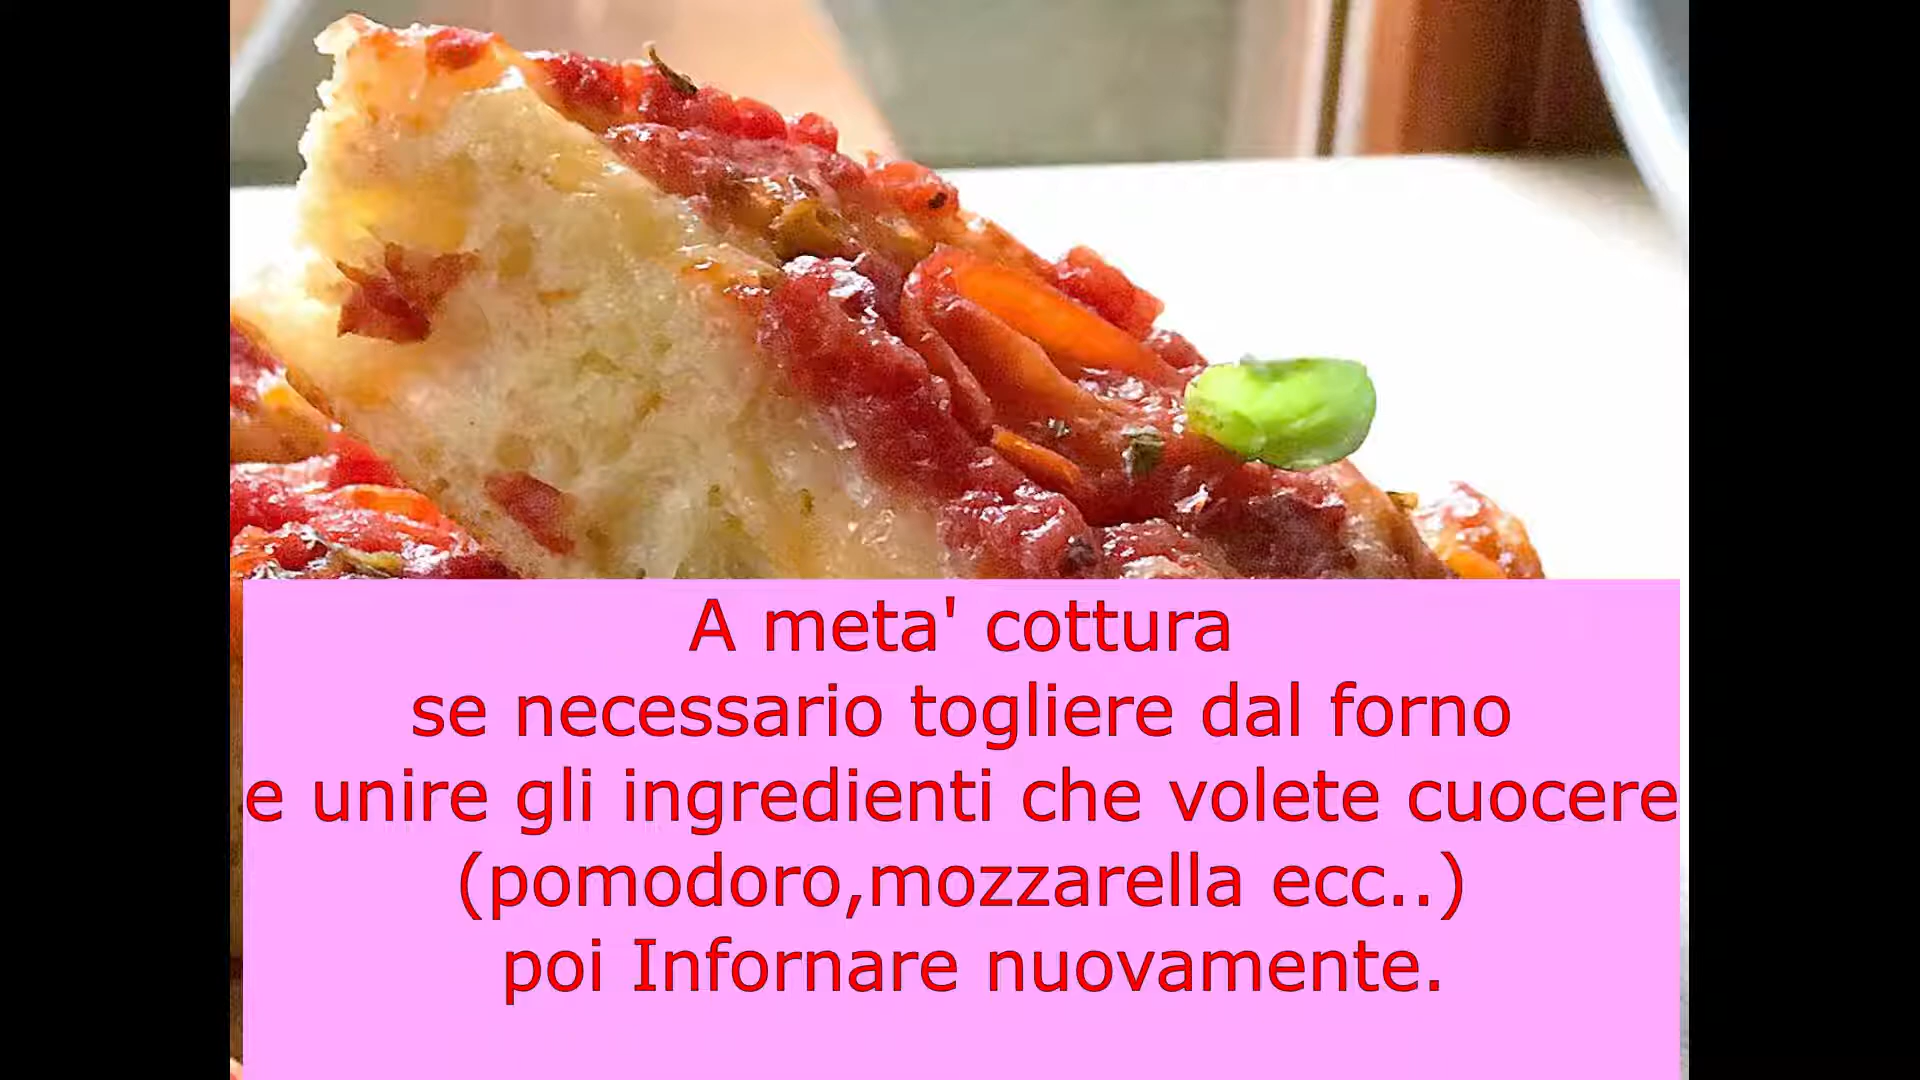 A meta' cottura
se necessario togliere dal forno
e unire gli ingredienti che volete cuocere
(pomodoro,mozzarella ecc..)
poi Infornare nuovamente.